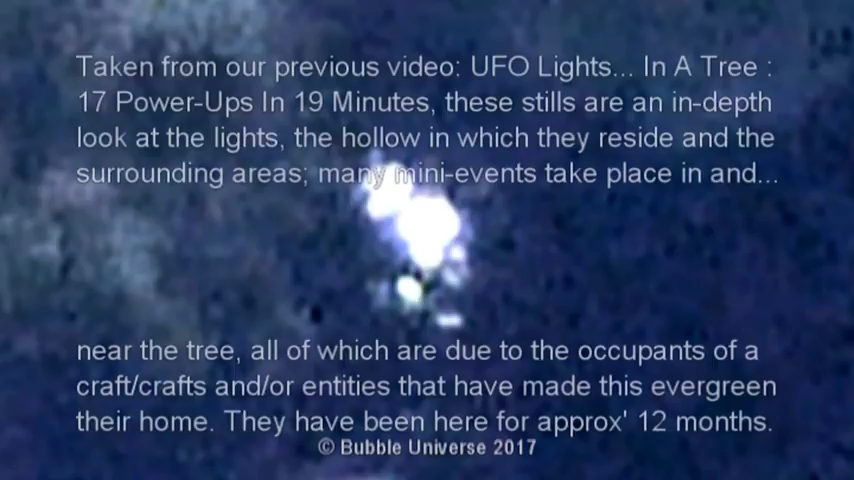 Taken from our previous video: UFO Lights... In A Tree :
17 Power-Ups In 19 Minutes, these stills are an in-depth
look at the lights, the hollow in which they reside and the
surrounding areas; many mini-events take place in and...
near the tree, all of which are due to the occupants of a
craft/crafts and/or entities that have made this evergreen
their home. They have been here for approx' 12 months.
© Bubble Universe 2017